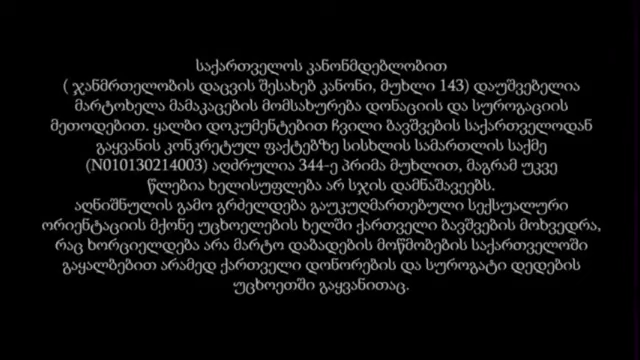 საქართველოს კანონმდებლობით
( ჯანმრთელობის დაცვის შესახებ კანონი, მუხლი 143) დაუშვებელია
მარტოხელა მამაკაცების მომსახურება დონაციის და სუროგაციის
მეთოდებით. ყალბი დოკუმენტებით ჩვილი ბავშვების საქართველოდან
გაყვანის კონკრეტულ ფაქტებზე სისხლის სამართლის საქმე
(N010130214003) აღძრულია 344-ე პრიმა მუხლით, მაგრამ უკვე
წლებია ხელისუფლება არ სჯის დამნაშავეებს.
აღნიშნულის გამო გრძელდება გაუკუღმართებული სექსუალური
ორიენტაციის მქონე უცხოელების ხელში ქართველი ბავშვების მოხვედრა,
რაც ხორციელდება არა მარტო დაბადების მოწმობების საქართველოში
გაყალბებით არამედ ქართველი დონორების და სუროგატი დედების
უცხოეთში გაყვანითაც.